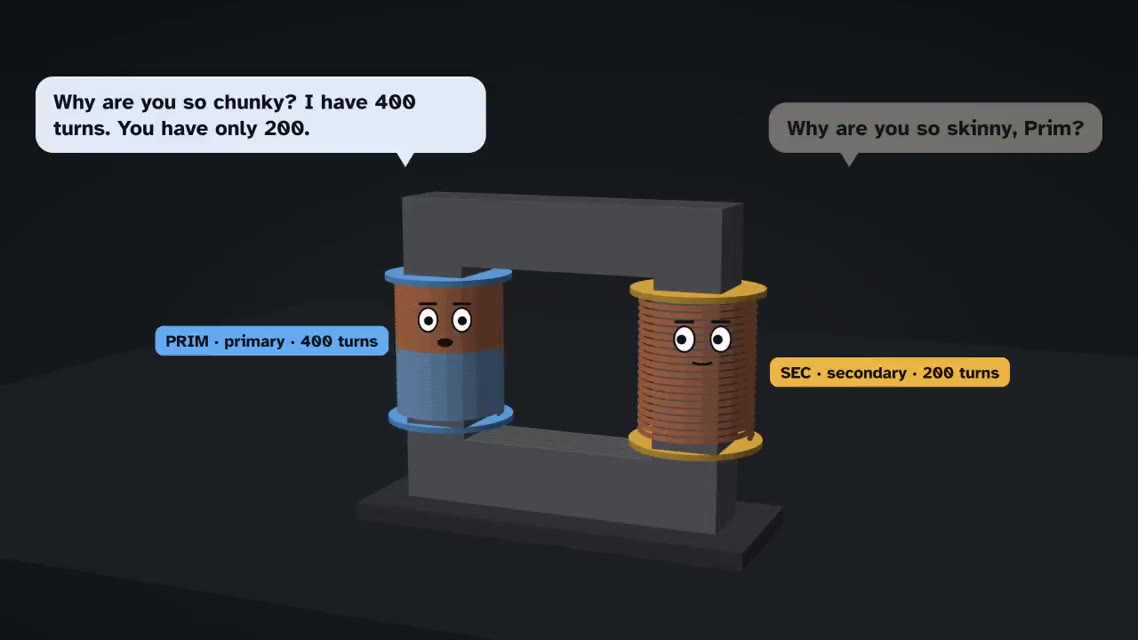 Why are you so chunky? I have 400
turns. You have only 200.
Why are you so skinny, Prim?
PRIM · primary · 400 turns
SEC · secondary · 200 turns